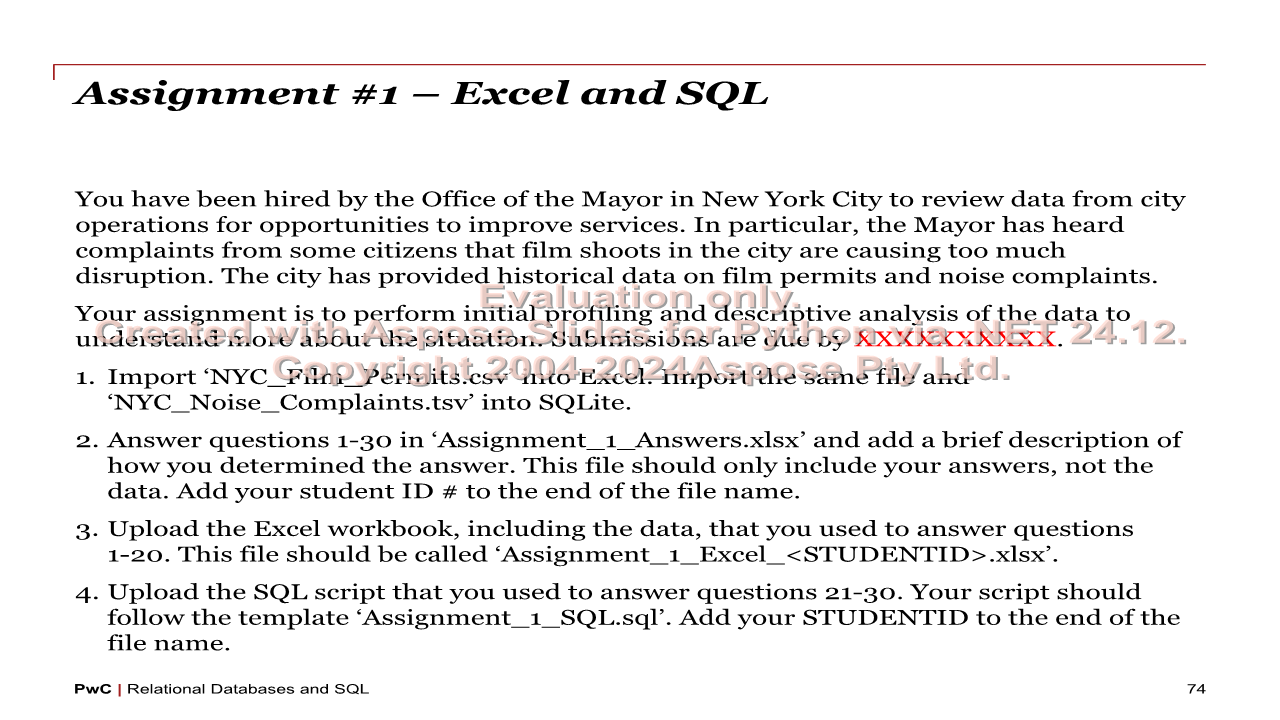 Assignment #1 – Excel and SQL
You have been hired by the Office of the Mayor in New York City to review data from city
operations for opportunities to improve services. In particular, the Mayor has heard
complaints from some citizens that film shoots in the city are causing too much
disruption. The city has provided historical data on film permits and noise complaints.
Evaluation only.
Your assignment is to perform initial profiling and descriptive analysis of the data to
Created with Aspose.Slides for Python via .NET 24.12.
understand more about the situation. Submissions are due by XXXXXXXXXX.
Copyright 2004-2024Aspose Pty Ltd.
1. Import ‘NYC_Film_Permits.csv’ into Excel. Import the same file and
‘NYC_Noise_Complaints.tsv’ into SQLite.
2. Answer questions 1-30 in ‘Assignment_1_Answers.xlsx’ and add a brief description of
how you determined the answer. This file should only include your answers, not the
data. Add your student ID # to the end of the file name.
3. Upload the Excel workbook, including the data, that you used to answer questions
1-20. This file should be called ‘Assignment_1_Excel_<STUDENTID>.xlsx’.
4. Upload the SQL script that you used to answer questions 21-30. Your script should
follow the template ‘Assignment_1_SQL.sql’. Add your STUDENTID to the end of the
file name.
PwC | Relational Databases and SQL
74